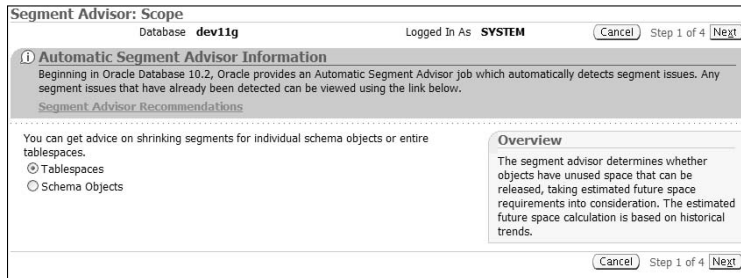 Segment Advisor: Scope
Database dev11g Logged In As SYSTEM Cancel Step 1 of 4 Next
Automatic Segment Advisor Information
Beginning in Oracle Database 10.2, Oracle provides an Automatic Segment Advisor job which automatically detects segment issues. Any
segment issues that have already been detected can be viewed using the link below.
Segment Advisor Recommendations
You can get advice on shrinking segments for individual schema objects or entire
tablespaces.
Tablespaces
Schema Objects
Overview
The segment advisor determines whether
objects have unused space that can be
released, taking estimated future space
requirements into consideration. The estimated
future space calculation is based on historical
trends.
Cancel Step 1 of 4 Next